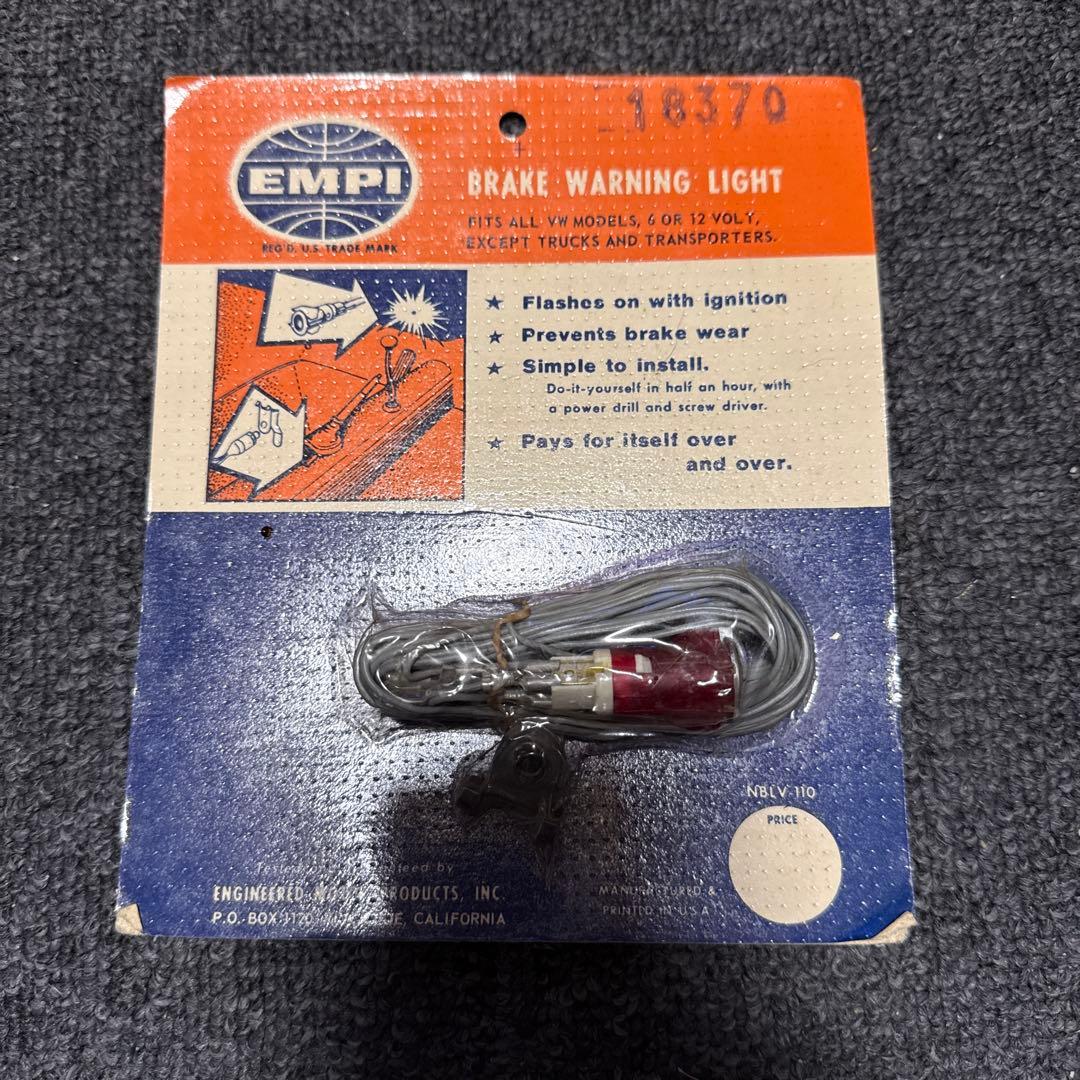 18370
EMPI
REG'D. U.S. TRADE MARK
BRAKE WARNING LIGHT
FITS ALL VW MODELS, 6 OR 12 VOLT,
EXCEPT TRUCKS AND TRANSPORTERS.
★ Flashes on with ignition
★ Prevents brake wear
★ Simple to install.
Do-it-yourself in half an hour, with
a power drill and screw driver.
★ Pays for itself over
and over.
NBLV-110
PRICE
Tested by
ENGINEERED PRODUCTS, INC.
P.O. BOX CALIFORNIA
MANUFACTURED &
PRINTED IN U.S.A.